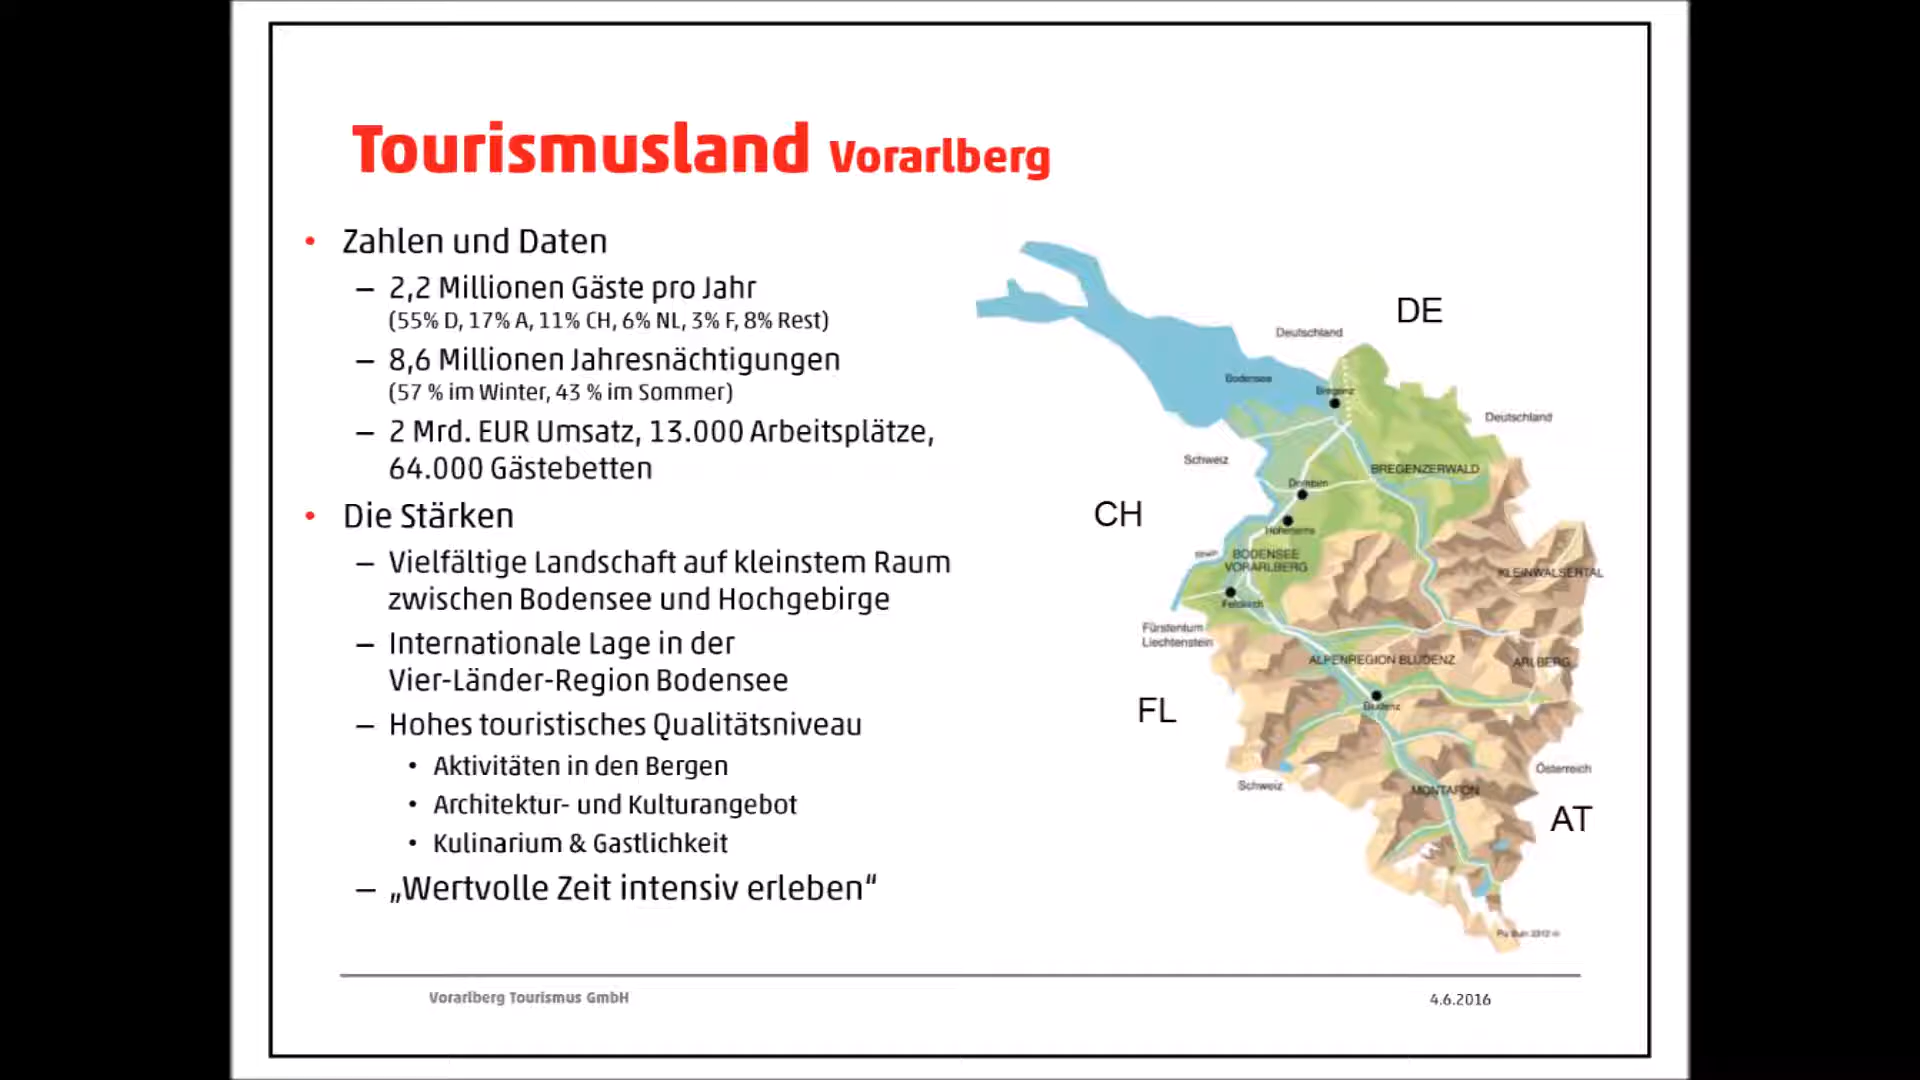 Tourismusland Vorarlberg
• Zahlen und Daten
– 2,2 Millionen Gäste pro Jahr
(55% D, 17% A, 11% CH, 6% NL, 3% F, 8% Rest)
– 8,6 Millionen Jahresnächtigungen
(57 % im Winter, 43 % im Sommer)
– 2 Mrd. EUR Umsatz, 13.000 Arbeitsplätze,
64.000 Gästebetten
• Die Stärken
– Vielfältige Landschaft auf kleinstem Raum
zwischen Bodensee und Hochgebirge
– Internationale Lage in der
Vier-Länder-Region Bodensee
– Hohes touristisches Qualitätsniveau
• Aktivitäten in den Bergen
• Architektur- und Kulturangebot
• Kulinarium & Gastlichkeit
– „Wertvolle Zeit intensiv erleben“
DE
Deutschland
Bodensee
Bregenz
Deutschland
Schweiz
BREGENZERWALD
Dornbirn
CH
Hohenems
Rhein
BODENSEE
VORARLBERG
KLEINWALSERTAL
Feldkirch
Fürstentum
Liechtenstein
ALPENREGION BLUDENZ
ARLBERG
FL
Bludenz
Österreich
Schweiz
MONTAFON
AT
Piz Buin 3312 m
Vorarlberg Tourismus GmbH
4.6.2016